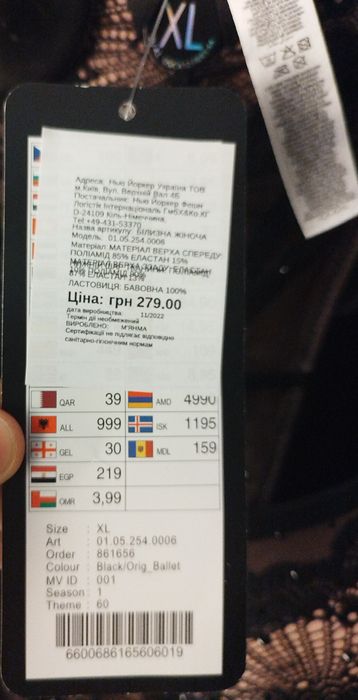 XL
Адреса: Нью Йоркер Україна ТОВ
м.Київ, Вул. Верхній Вал 4Б
Постачальник: Нью Йоркер Фешн
Логістік Інтернаціональ ГмбХ&Ко.КГ
D-24109 Кіль-Німеччина,
Tel +49-431-53370
Назва артикулу: БІЛИЗНА ЖІНОЧА
Модель: 01.05.254.0006
Матеріал: МАТЕРІАЛ ВЕРХА СПЕРЕДУ:
ПОЛІАМІД 85% ЕЛАСТАН 15%
87% ЕЛАСТАН 13%
ЛАСТОВИЦЯ: БАВОВНА 100%
Ціна: грн 279.00
дата виробництва: 11/2022
Термін дії необмежений
ВИРОБЛЕНО: М'ЯНМА
Сертифікації не підлягає відповідно
санітарно-гігієнічним нормам
QAR 39 AMD 4990
ALL 999 ISK 1195
GEL 30 MDL 159
EGP 219
OMR 3,99
Size : XL
Art : 01.05.254.0006
Order : 861656
Colour : Black/Orig_Ballet
MV ID : 001
Season : 1
Theme : 60
6600686165606019